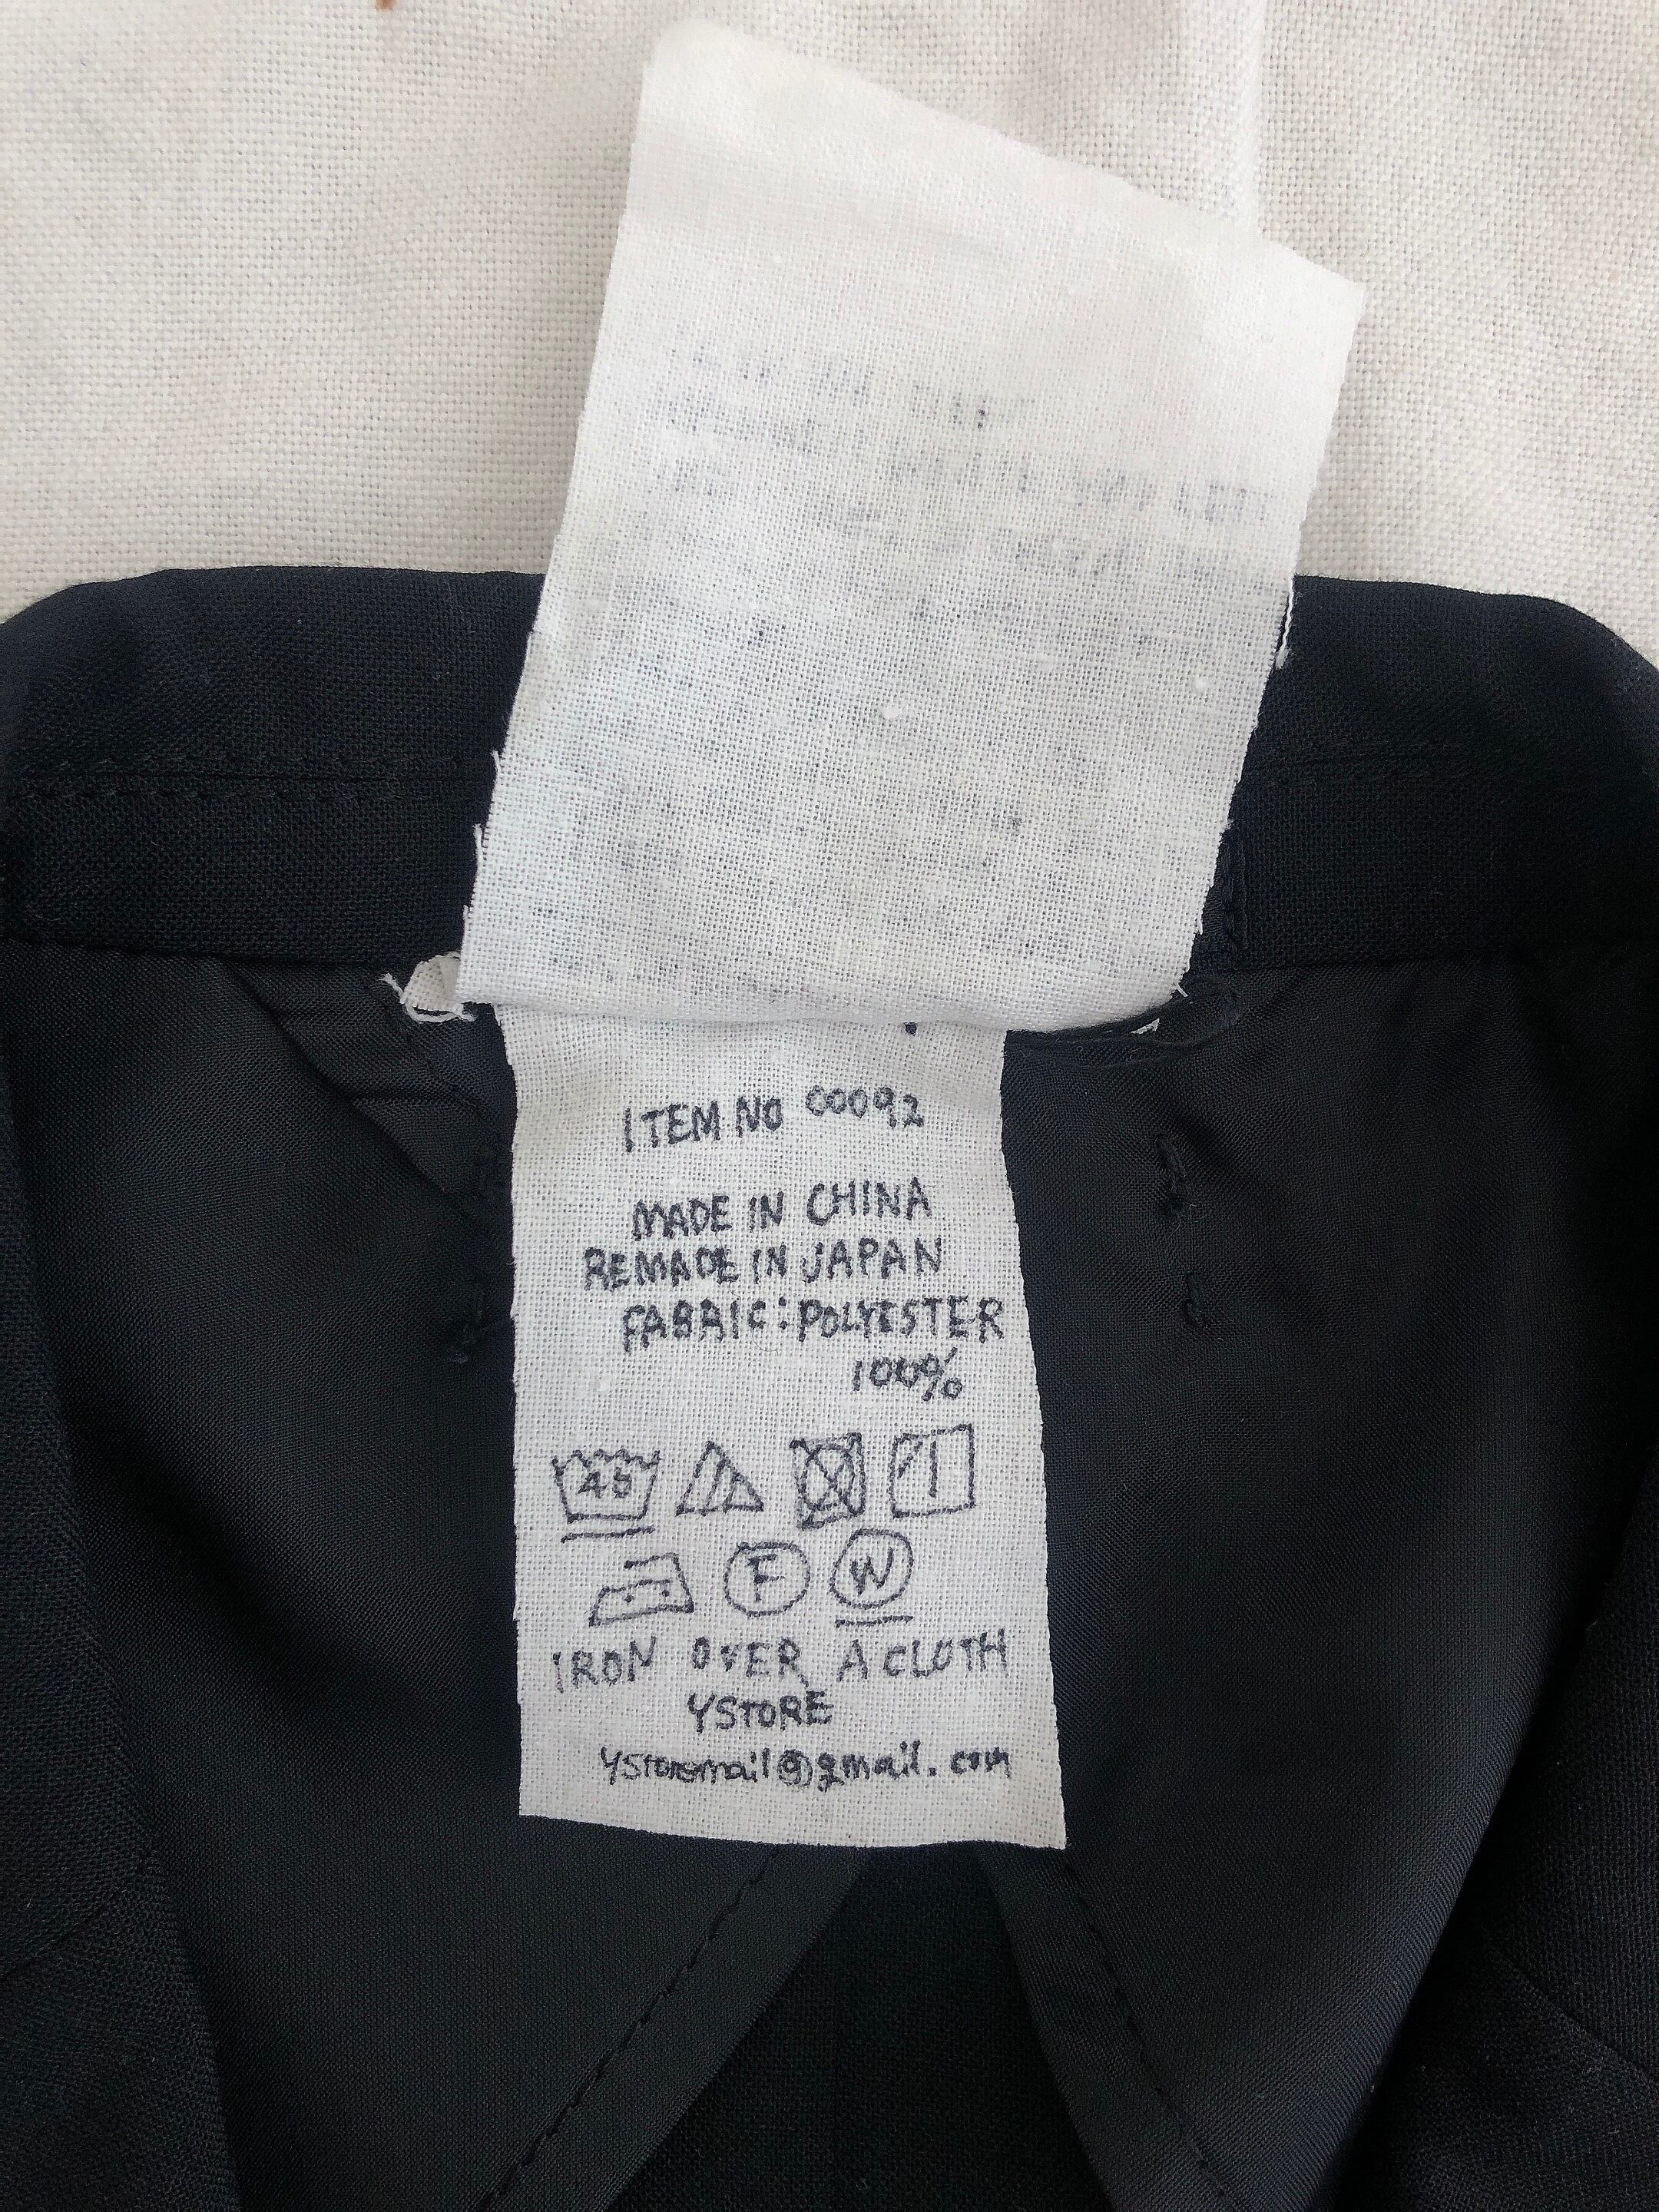 ITEM NO 00092
MADE IN CHINA
REMADE IN JAPAN
FABRIC:POLYESTER
100%
40
F W
IRON OVER A CLOTH
YSTORE
ystoremail@gmail.com